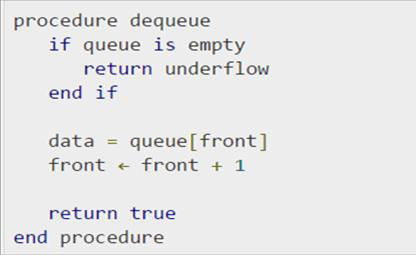 procedure dequeue
   if queue is empty
      return underflow
   end if

   data = queue[front]
   front ← front + 1

   return true
end procedure